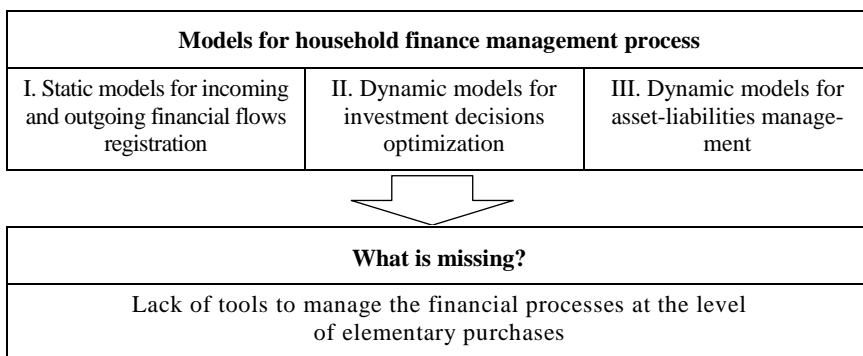 Models for household finance management process
I. Static models for incoming
and outgoing financial flows
registration
II. Dynamic models for
investment decisions
optimization
III. Dynamic models for
asset-liabilities manage-
ment
What is missing?
Lack of tools to manage the financial processes at the level
of elementary purchases